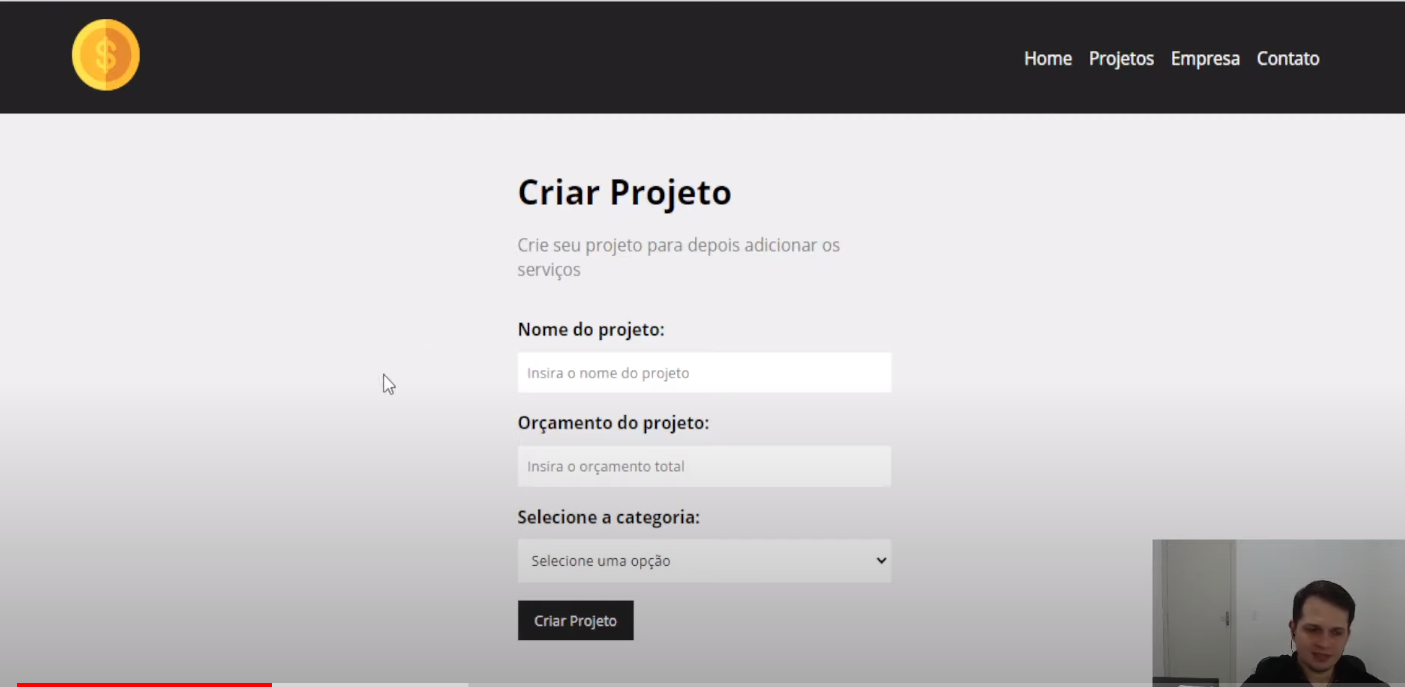 $
Home Projetos Empresa Contato
Criar Projeto
Crie seu projeto para depois adicionar os
serviços
Nome do projeto:
Insira o nome do projeto
Orçamento do projeto:
Insira o orçamento total
Selecione a categoria:
Selecione uma opção
Criar Projeto